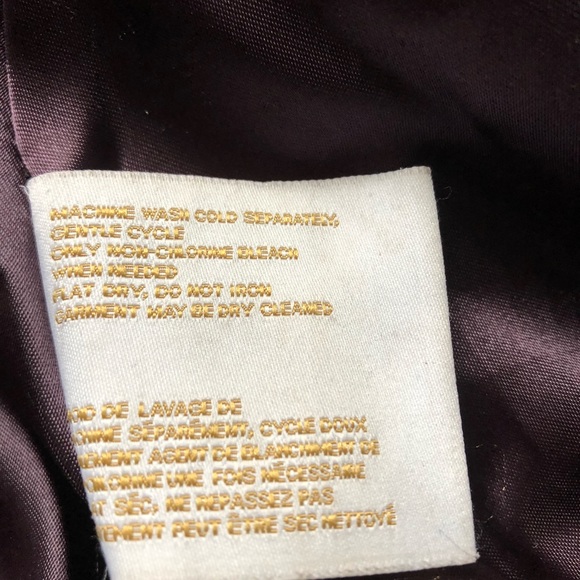 MACHINE WASH COLD SEPARATELY,
GENTLE CYCLE
ONLY NON-CHLORINE BLEACH
WHEN NEEDED
FLAT DRY, DO NOT IRON
GARMENT MAY BE DRY CLEANED
DE LAVAGE DE
SÉPARÉMENT, CYCLE DOUX
AGENT DE BLANCHIMENT DE
UNE, FOIS NÉCESSAIRE
SÉC, NE REPASSEZ PAS
PEUT ÊTRE SEC NETTOYÉ